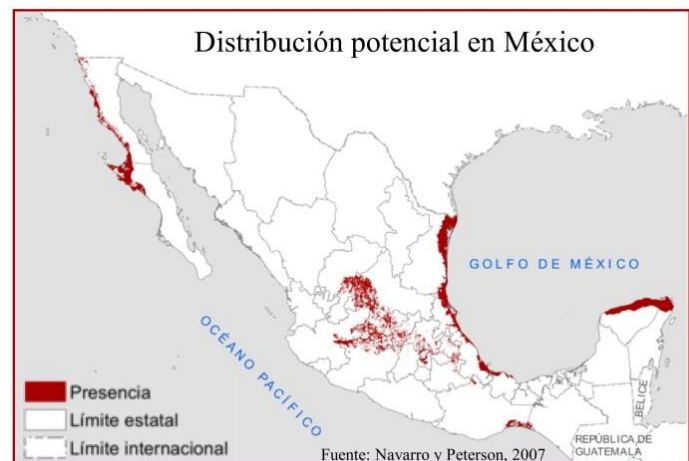 Distribución potencial en México
GOLFO DE MÉXICO
OCÉANO PACÍFICO
BELICE
REPÚBLICA DE
GUATEMALA
Presencia
Límite estatal
Límite internacional
Fuente: Navarro y Peterson, 2007